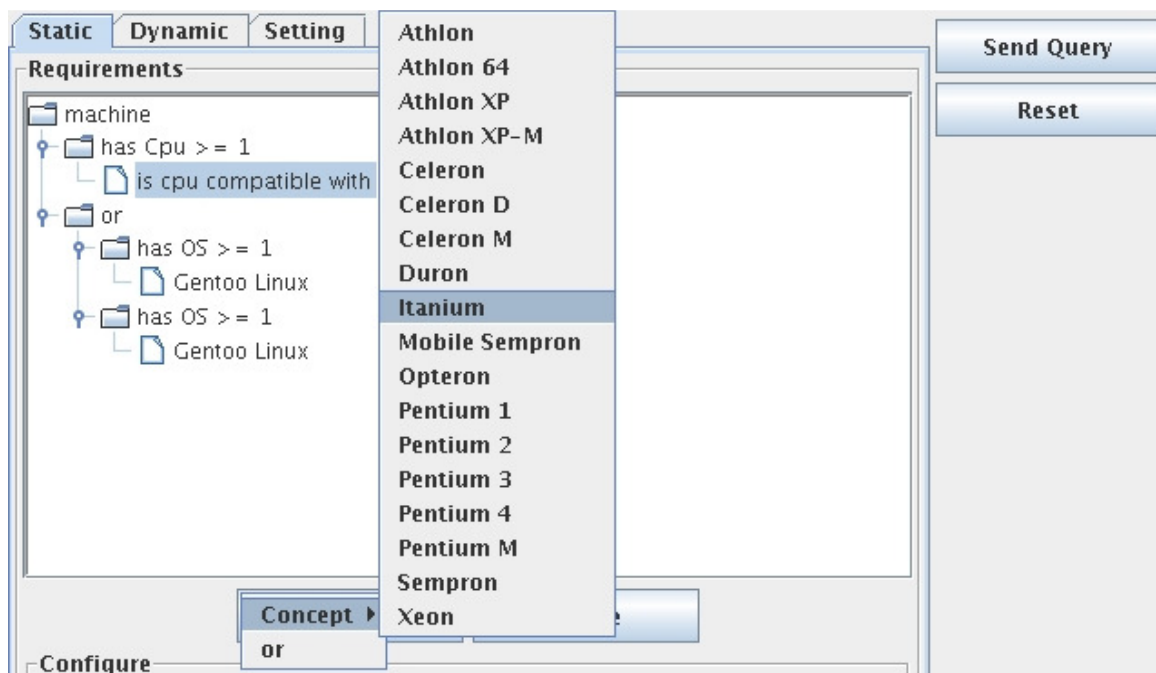 Static
Dynamic
Setting
Requirements
machine
has Cpu >= 1
is cpu compatible with
or
has OS >= 1
Gentoo Linux
has OS >= 1
Gentoo Linux
Athlon
Athlon 64
Athlon XP
Athlon XP-M
Celeron
Celeron D
Celeron M
Duron
Itanium
Mobile Sempron
Opteron
Pentium 1
Pentium 2
Pentium 3
Pentium 4
Pentium M
Sempron
Xeon
Concept
or
Configure
Send Query
Reset